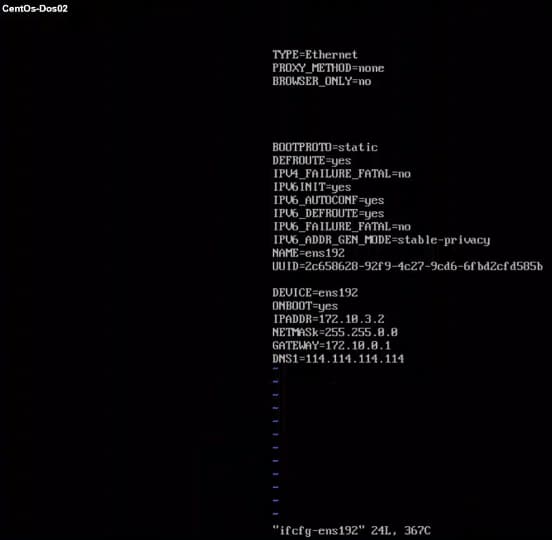 CentOs-Dos02
TYPE=Ethernet
PROXY_METHOD=none
BROWSER_ONLY=no
BOOTPROTO=static
DEFROUTE=yes
IPV4_FAILURE_FATAL=no
IPV6INIT=yes
IPV6_AUTOCONF=yes
IPV6_DEFROUTE=yes
IPV6_FAILURE_FATAL=no
IPV6_ADDR_GEN_MODE=stable-privacy
NAME=ens192
UUID=2c658628-92f9-4c27-9cd6-6fbd2cfd585b
DEVICE=ens192
ONBOOT=yes
IPADDR=172.10.3.2
NETMASk=255.255.0.0
GATEWAY=172.10.0.1
DNS1=114.114.114.114
~
~
~
~
~
~
~
~
~
~
~
~
"ifcfg-ens192" 24L, 367C